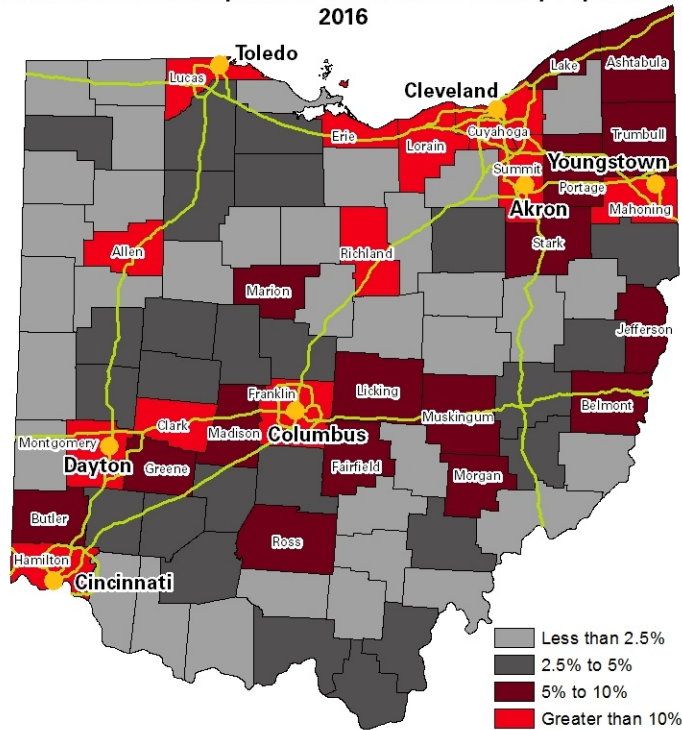 2016
Toledo
Lucas
Cleveland
Lake
Ashtabula
Erie
Lorain
Cuyahoga
Trumbull
Summit
Youngstown
Portage
Akron
Mahoning
Allen
Richland
Stark
Marion
Jefferson
Franklin
Licking
Clark
Madison
Columbus
Muskingum
Belmont
Montgomery
Dayton
Greene
Fairfield
Morgan
Butler
Ross
Hamilton
Cincinnati
Less than 2.5%
2.5% to 5%
5% to 10%
Greater than 10%